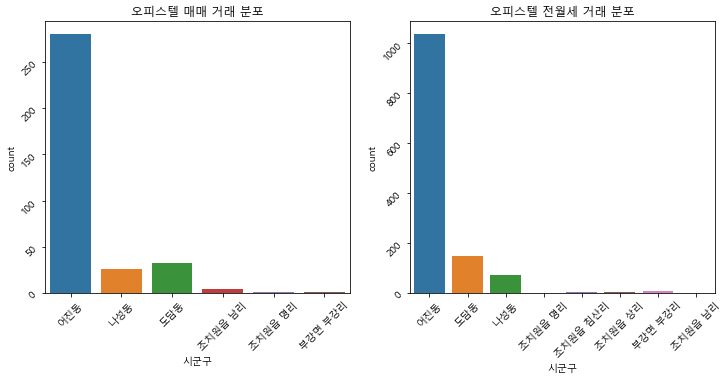 오피스텔 매매 거래 분포
250
200
150
100
50
0
count
어진동
나성동
도담동
조치원읍 남리
조치원읍 명리
부강면 부강리
시군구
오피스텔 전월세 거래 분포
1000
800
600
400
200
0
count
어진동
도담동
나성동
조치원읍 명리
조치원읍 침산리
조치원읍 상리
부강면 부강리
조치원읍 남리
시군구